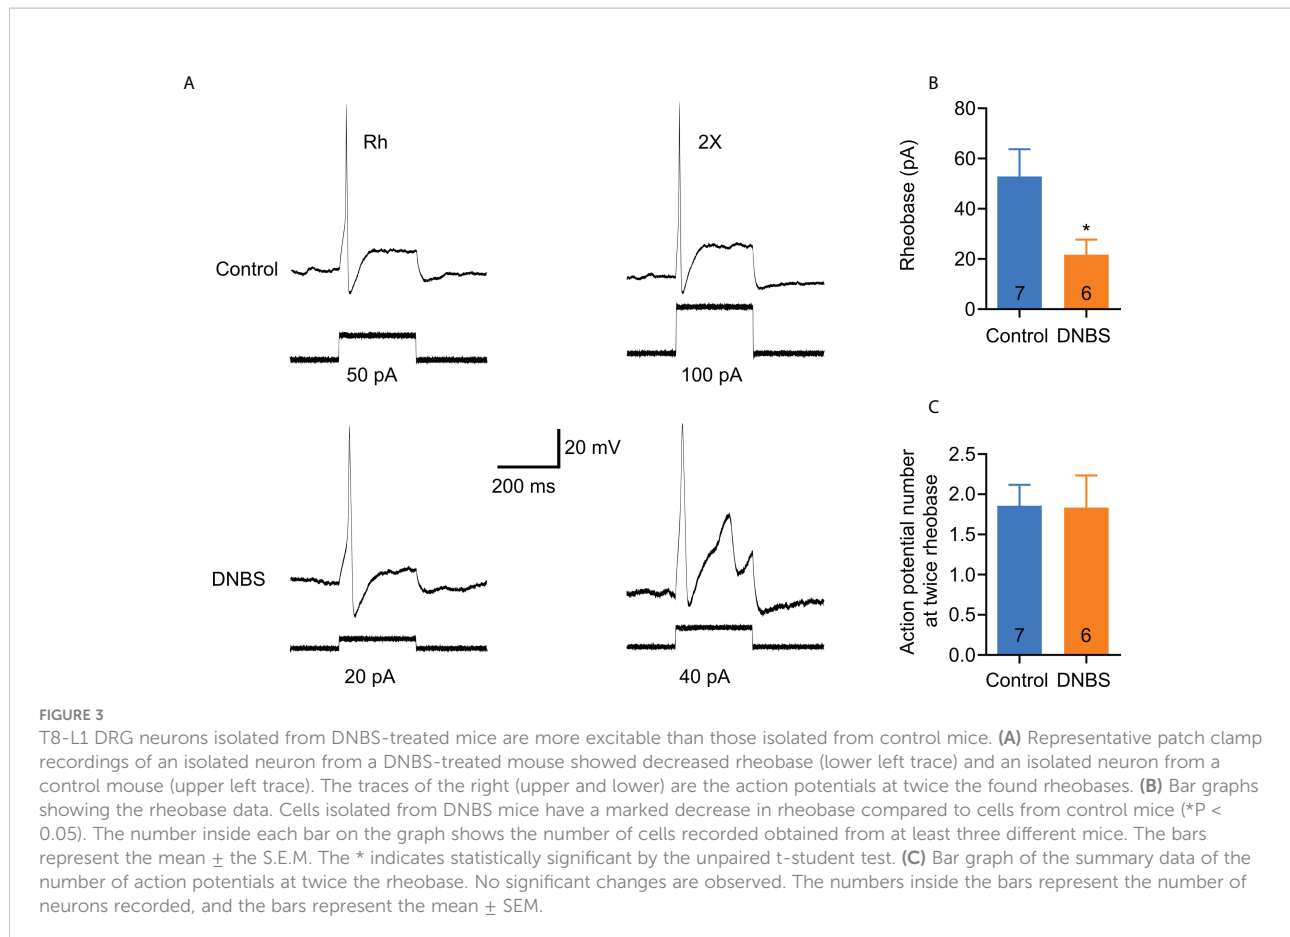 A
Rh
2X
Control
50 pA
100 pA
20 mV
200 ms
DNBS
20 pA
40 pA
B
80
60
40
20
0
Rheobase (pA)
*
7
6
Control DNBS
C
2.5
2.0
1.5
1.0
0.5
0.0
Action potential number
at twice rheobase
7
6
Control DNBS
FIGURE 3
T8-L1 DRG neurons isolated from DNBS-treated mice are more excitable than those isolated from control mice. (A) Representative patch clamp
recordings of an isolated neuron from a DNBS-treated mouse showed decreased rheobase (lower left trace) and an isolated neuron from a
control mouse (upper left trace). The traces of the right (upper and lower) are the action potentials at twice the found rheobases. (B) Bar graphs
showing the rheobase data. Cells isolated from DNBS mice have a marked decrease in rheobase compared to cells from control mice (*P <
0.05). The number inside each bar on the graph shows the number of cells recorded obtained from at least three different mice. The bars
represent the mean ± the S.E.M. The * indicates statistically significant by the unpaired t-student test. (C) Bar graph of the summary data of the
number of action potentials at twice the rheobase. No significant changes are observed. The numbers inside the bars represent the number of
neurons recorded, and the bars represent the mean ± SEM.